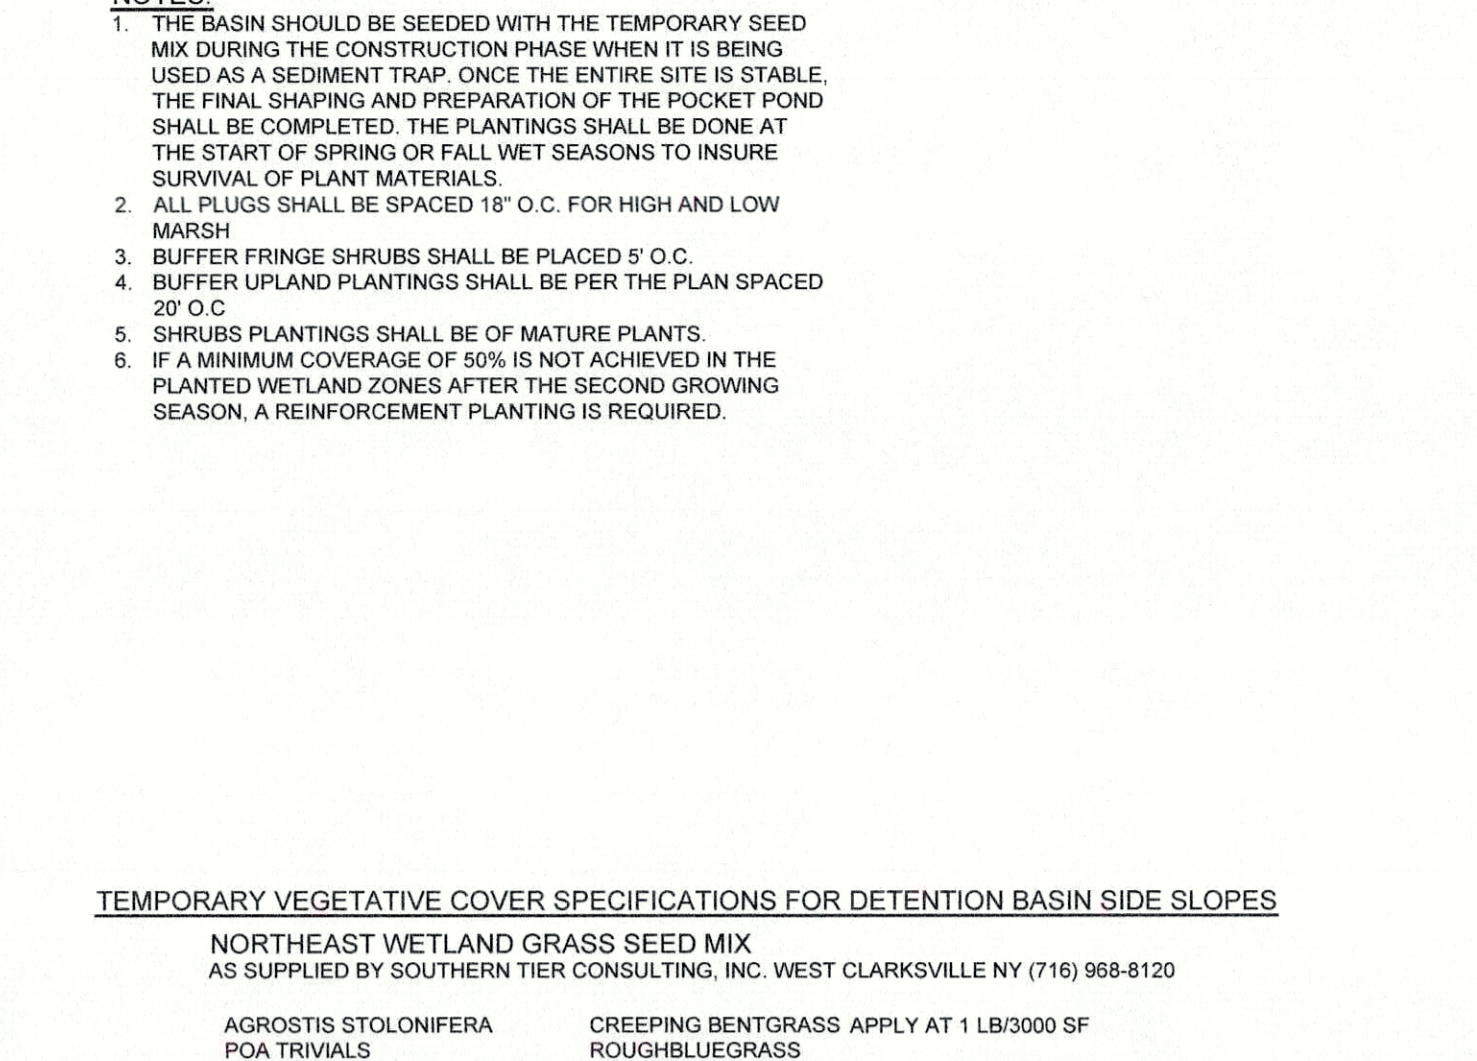 NOTES:
1. THE BASIN SHOULD BE SEEDED WITH THE TEMPORARY SEED
MIX DURING THE CONSTRUCTION PHASE WHEN IT IS BEING
USED AS A SEDIMENT TRAP. ONCE THE ENTIRE SITE IS STABLE,
THE FINAL SHAPING AND PREPARATION OF THE POCKET POND
SHALL BE COMPLETED. THE PLANTINGS SHALL BE DONE AT
THE START OF SPRING OR FALL WET SEASONS TO INSURE
SURVIVAL OF PLANT MATERIALS.
2. ALL PLUGS SHALL BE SPACED 18" O.C. FOR HIGH AND LOW
MARSH
3. BUFFER FRINGE SHRUBS SHALL BE PLACED 5' O.C.
4. BUFFER UPLAND PLANTINGS SHALL BE PER THE PLAN SPACED
20' O.C
5. SHRUBS PLANTINGS SHALL BE OF MATURE PLANTS.
6. IF A MINIMUM COVERAGE OF 50% IS NOT ACHIEVED IN THE
PLANTED WETLAND ZONES AFTER THE SECOND GROWING
SEASON, A REINFORCEMENT PLANTING IS REQUIRED.
TEMPORARY VEGETATIVE COVER SPECIFICATIONS FOR DETENTION BASIN SIDE SLOPES
NORTHEAST WETLAND GRASS SEED MIX
AS SUPPLIED BY SOUTHERN TIER CONSULTING, INC. WEST CLARKSVILLE NY (716) 968-8120
AGROSTIS STOLONIFERA CREEPING BENTGRASS APPLY AT 1 LB/3000 SF
POA TRIVIALS ROUGHBLUEGRASS